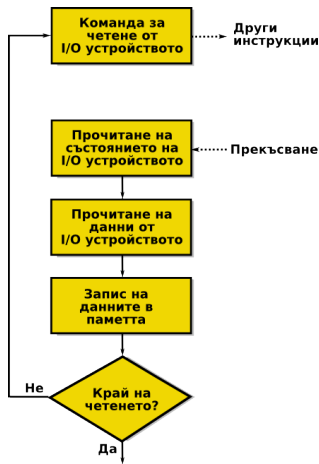 Команда за
четене от
I/O устройството
Други
инструкции
Прочитане на
състоянието на
I/O устройството
Прекъсване
Прочитане на
данни от
I/O устройството
Запис на
данните в
паметта
Край на
четенето?
Не
Да